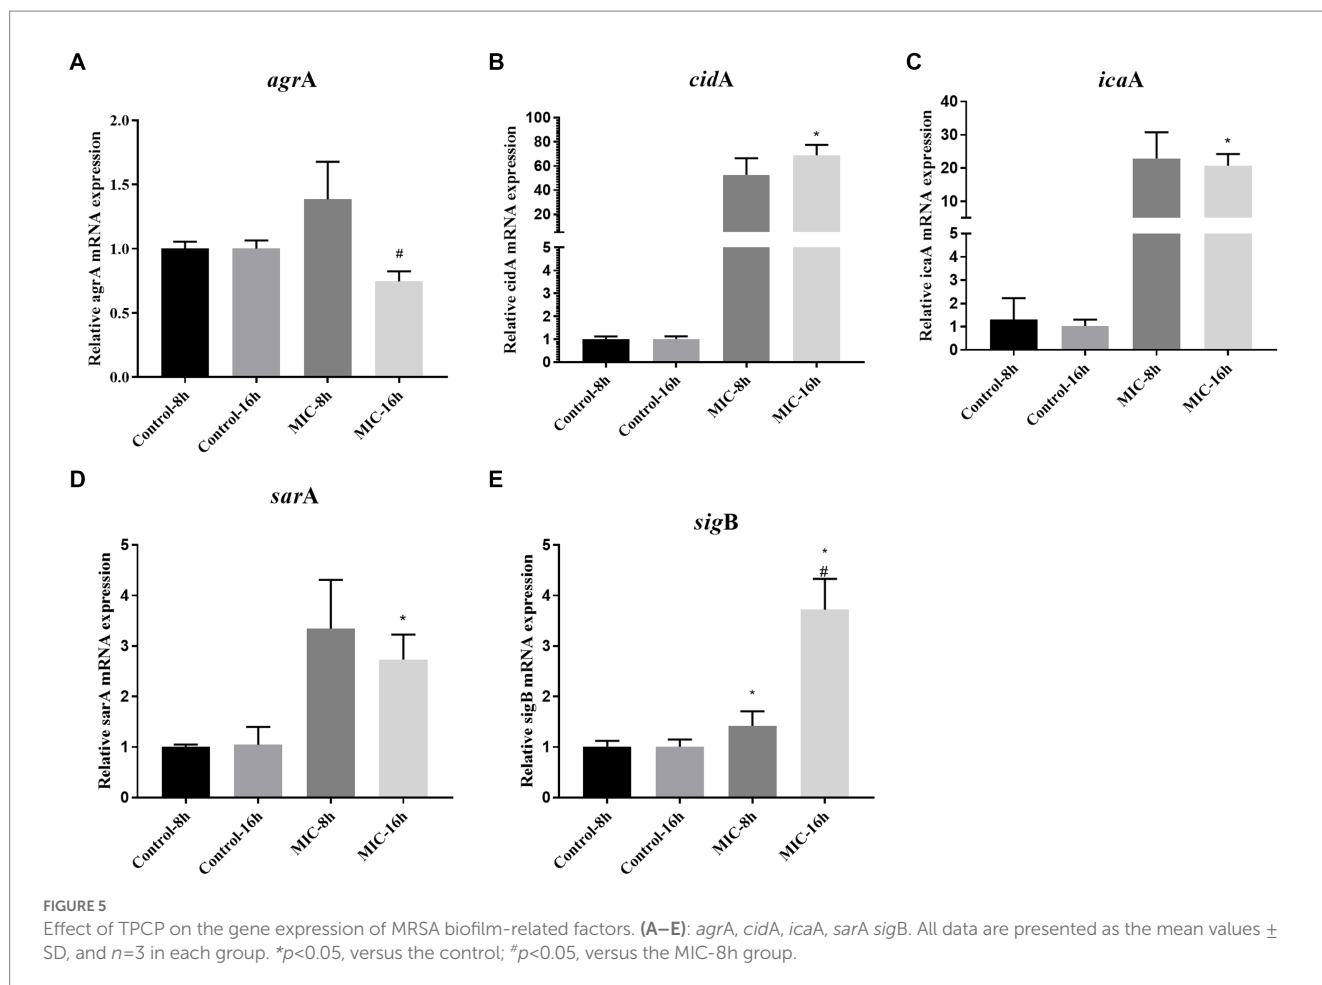 A
agrA
Relative agrA mRNA expression
2.0
1.5
1.0
0.5
0.0
Control-8h
Control-16h
MIC-8h
MIC-16h
#
B
cidA
Relative cidA mRNA expression
100
80
60
40
20
5
4
3
2
1
0
Control-8h
Control-16h
MIC-8h
MIC-16h
*
C
icaA
Relative icaA mRNA expression
40
30
20
10
5
4
3
2
1
0
Control-8h
Control-16h
MIC-8h
MIC-16h
*
D
sarA
Relative sarA mRNA expression
5
4
3
2
1
0
Control-8h
Control-16h
MIC-8h
MIC-16h
*
E
sigB
Relative sigB mRNA expression
5
4
3
2
1
0
Control-8h
Control-16h
MIC-8h
MIC-16h
*
*
#
FIGURE 5
Effect of TPCP on the gene expression of MRSA biofilm-related factors. (A–E): agrA, cidA, icaA, sarA sigB. All data are presented as the mean values ±
SD, and n=3 in each group. *p<0.05, versus the control; #p<0.05, versus the MIC-8h group.